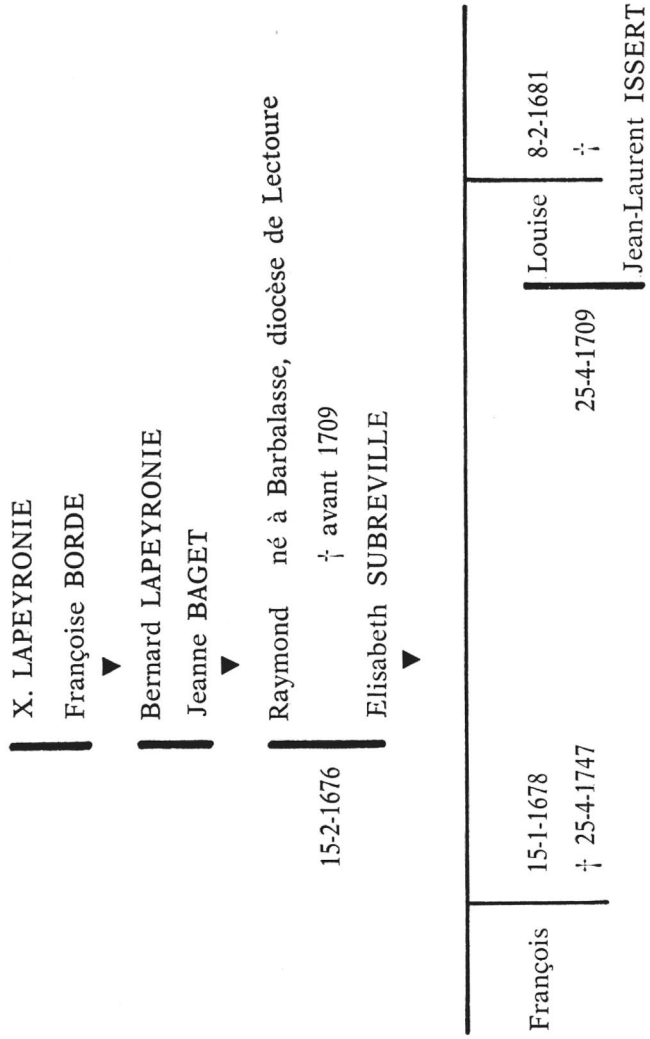 X. LAPEYRONIE
Françoise BORDE
▼
Bernard LAPEYRONIE
Jeanne BAGET
▼
Raymond né à Barbalasse, diocèse de Lectoure
15-2-1676 † avant 1709
Elisabeth SUBREVILLE
▼
François 15-1-1678
† 25-4-1747
Louise 8-2-1681
25-4-1709 †
Jean-Laurent ISSERT